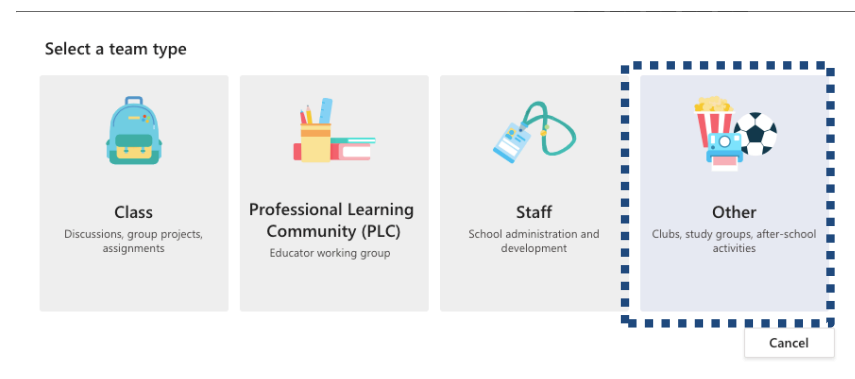 Select a team type
Class
Discussions, group projects,
assignments
Professional Learning
Community (PLC)
Educator working group
Staff
School administration and
development
Other
Clubs, study groups, after-school
activities
Cancel